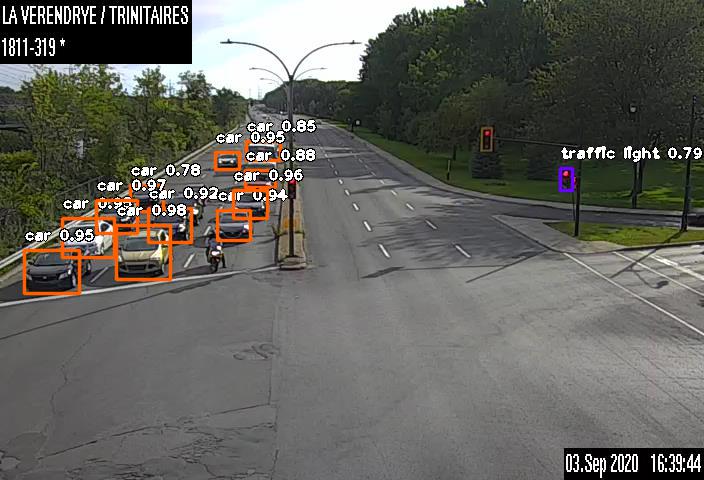 LA VERENDRYE / TRINITAIRES
1811-319 *
car 0.85
car 0.95
car 0.88
traffic light 0.79
car 0.78
car 0.96
car 0.97
car 0.92
car 0.94
car 0.98
car 0.95
03.Sep 2020 16:39:44